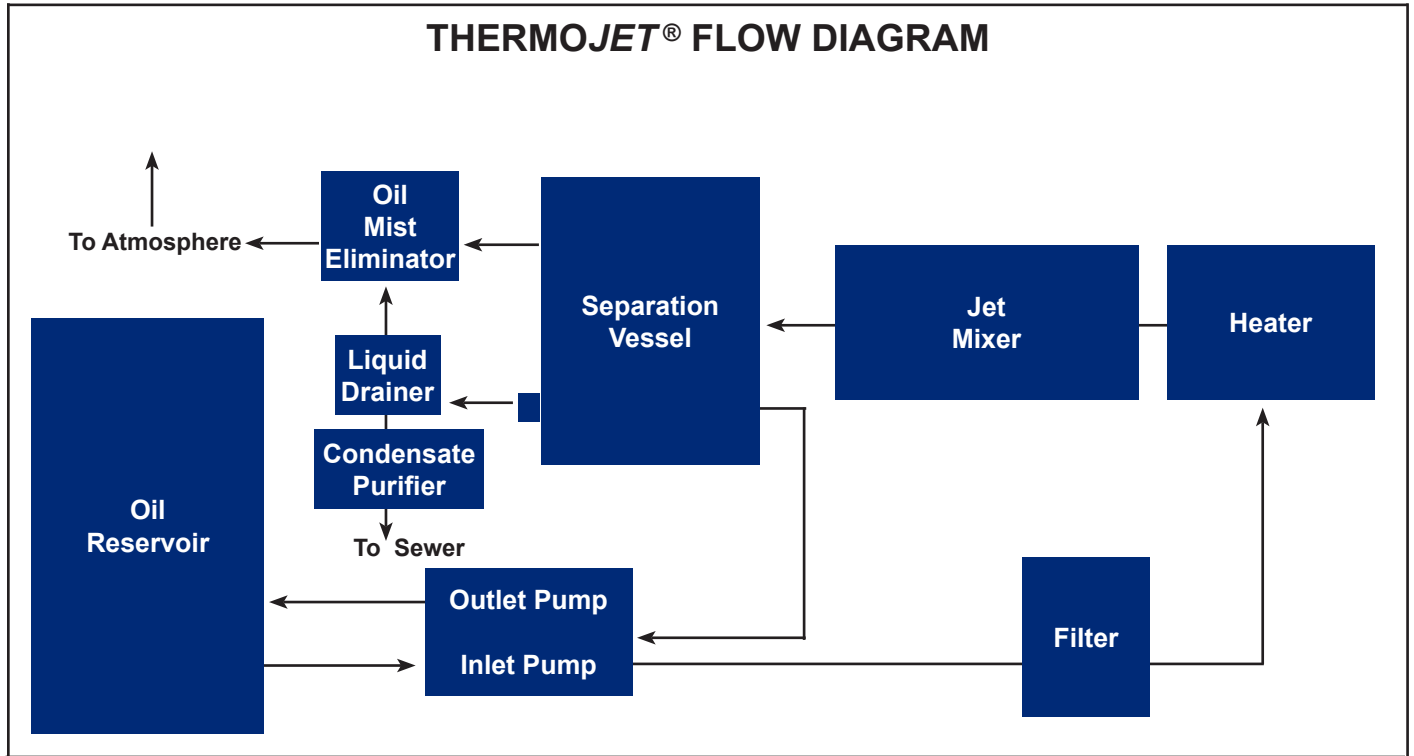 THERMOJET® FLOW DIAGRAM
Oil
Mist
Eliminator
To Atmosphere
Separation
Vessel
Jet
Mixer
Heater
Liquid
Drainer
Condensate
Purifier
To Sewer
Oil
Reservoir
Outlet Pump
Inlet Pump
Filter